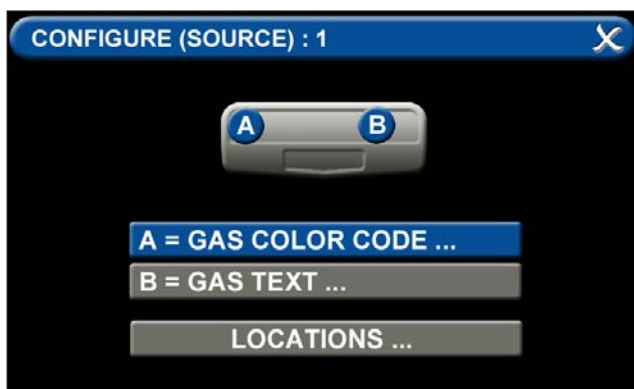 CONFIGURE (SOURCE) : 1 X
A B
A = GAS COLOR CODE ...
B = GAS TEXT ...
LOCATIONS ...